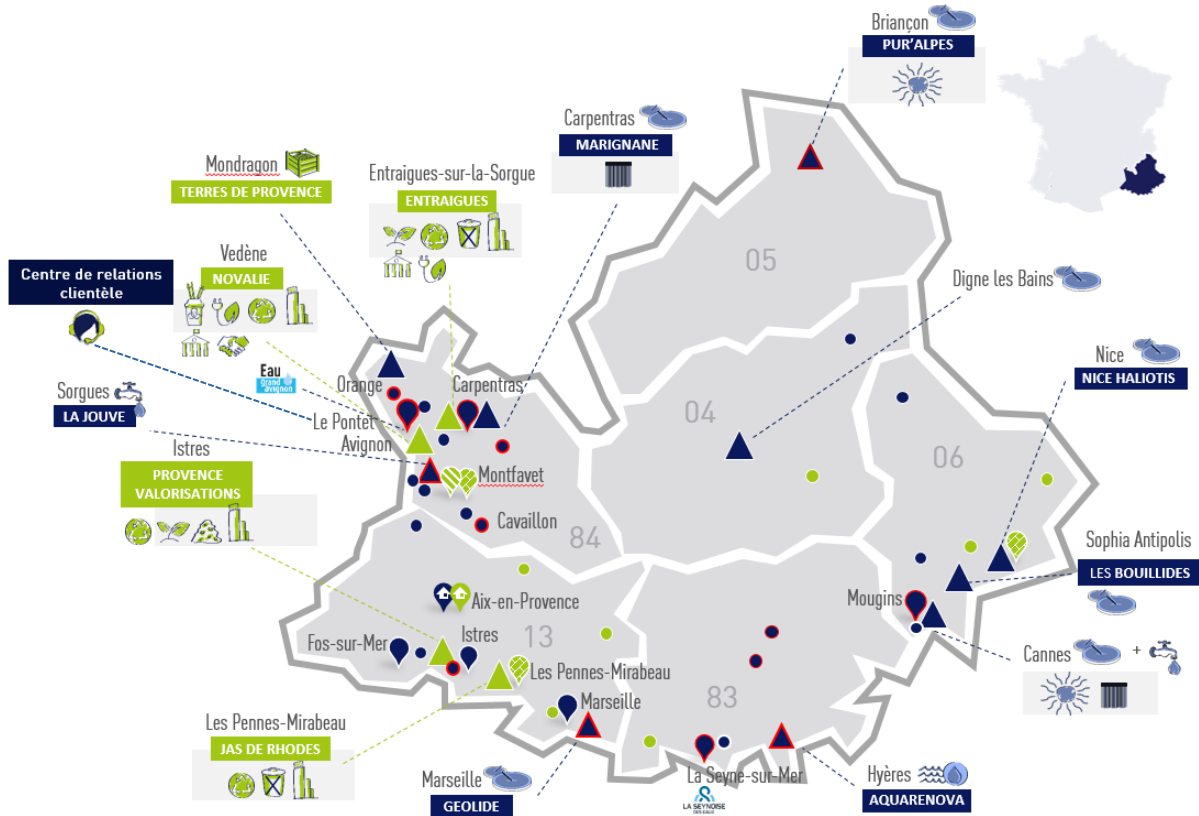 Briançon
PUR'ALPES
Carpentras
MARIGNANE
Mondragon
TERRES DE PROVENCE
Entraigues-sur-la-Sorgue
ENTRAIGUES
Vedène
NOVALIE
Centre de relations
clientèle
05
Digne les Bains
Nice
NICE HALIOTIS
Eau
grand
avignon
Orange
Carpentras
Sorgues
LA JOUVE
Le Pontet
Avignon
04
Istres
PROVENCE
VALORISATIONS
Montfavet
06
Cavaillon
84
Sophia Antipolis
LES BOUILLIDES
Aix-en-Provence
Mougins
13
Fos-sur-Mer
Istres
Cannes
+
Les Pennes-Mirabeau
83
Marseille
Les Pennes-Mirabeau
JAS DE RHODES
Marseille
GEOLIDE
La Seyne-sur-Mer
LA SEYNOISE
DES EAUX
Hyères
AQUARENOVA